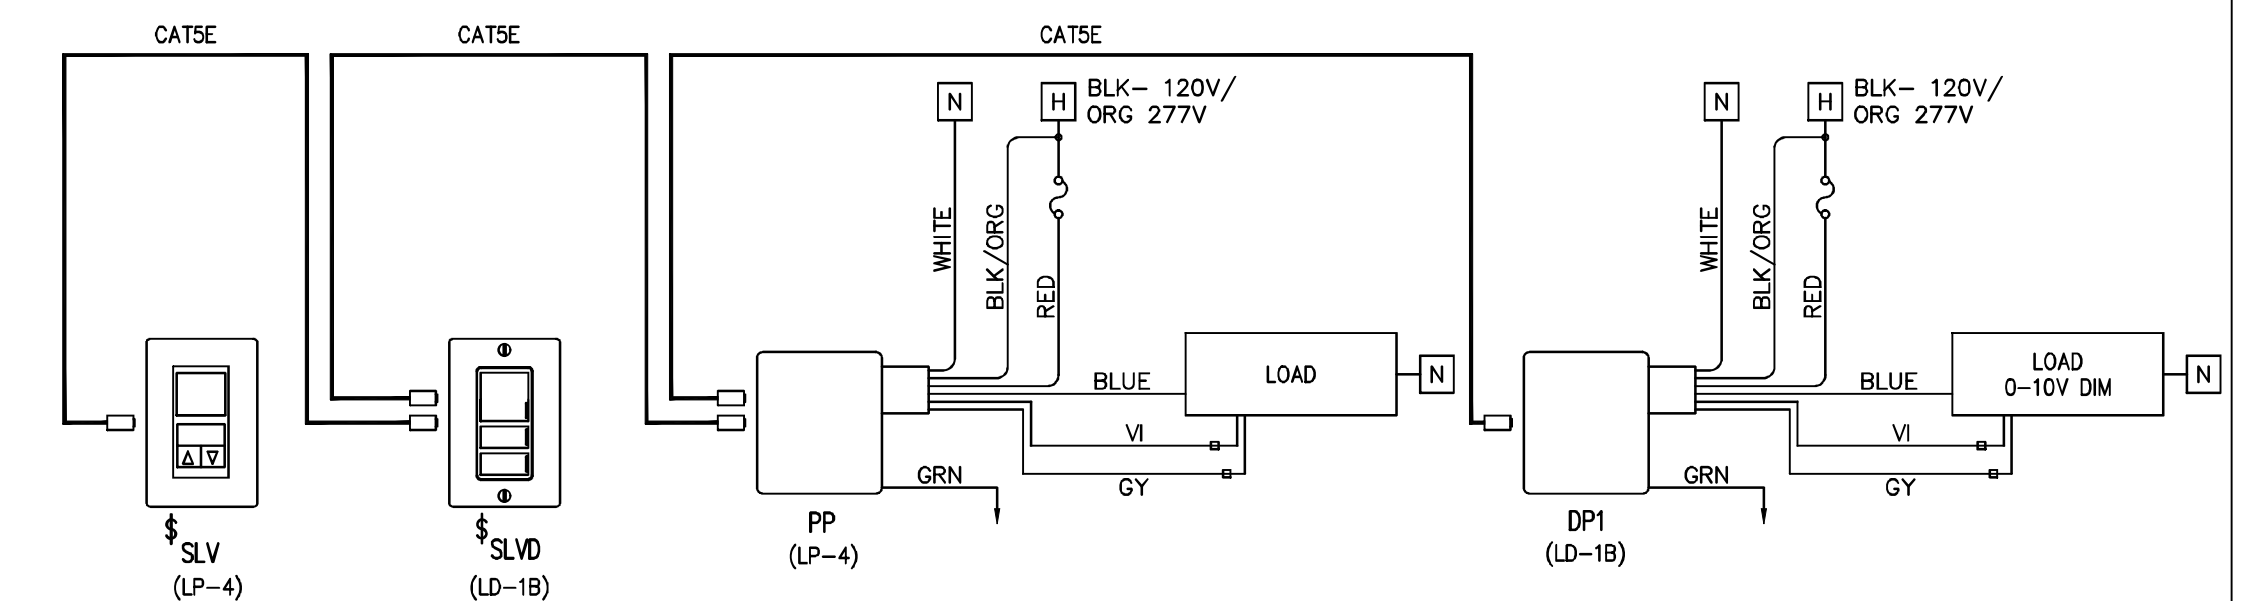 CAT5E
CAT5E
CAT5E
N
H
BLK- 120V/
ORG 277V
N
H
BLK- 120V/
ORG 277V
WHITE
BLK/ORG
RED
WHITE
BLK/ORG
RED
LOAD
N
LOAD
0-10V DIM
N
BLUE
BLUE
VI
VI
GRN
GY
GRN
GY
$
SLV
(LP-4)
$
SLVD
(LD-1B)
PP
(LP-4)
DP1
(LD-1B)